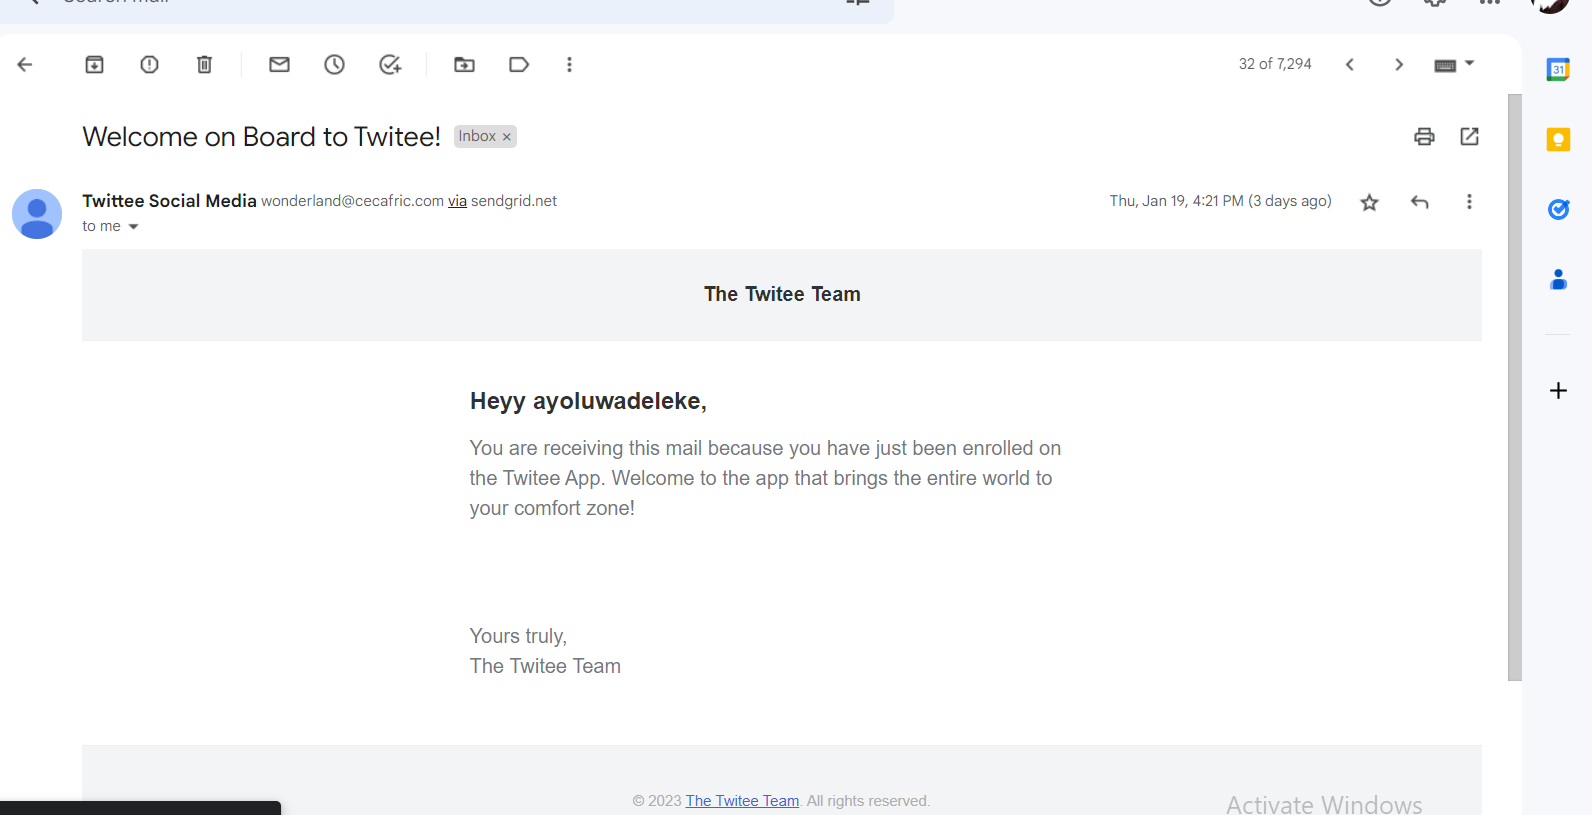 32 of 7,294
31
Welcome on Board to Twitee!
Inbox ×
Twittee Social Media wonderland@cecafric.com via sendgrid.net
Thu, Jan 19, 4:21 PM (3 days ago)
to me
The Twitee Team
Heyy ayoluwadeleke,
You are receiving this mail because you have just been enrolled on
the Twitee App. Welcome to the app that brings the entire world to
your comfort zone!
Yours truly,
The Twitee Team
© 2023 The Twitee Team. All rights reserved.
Activate Windows